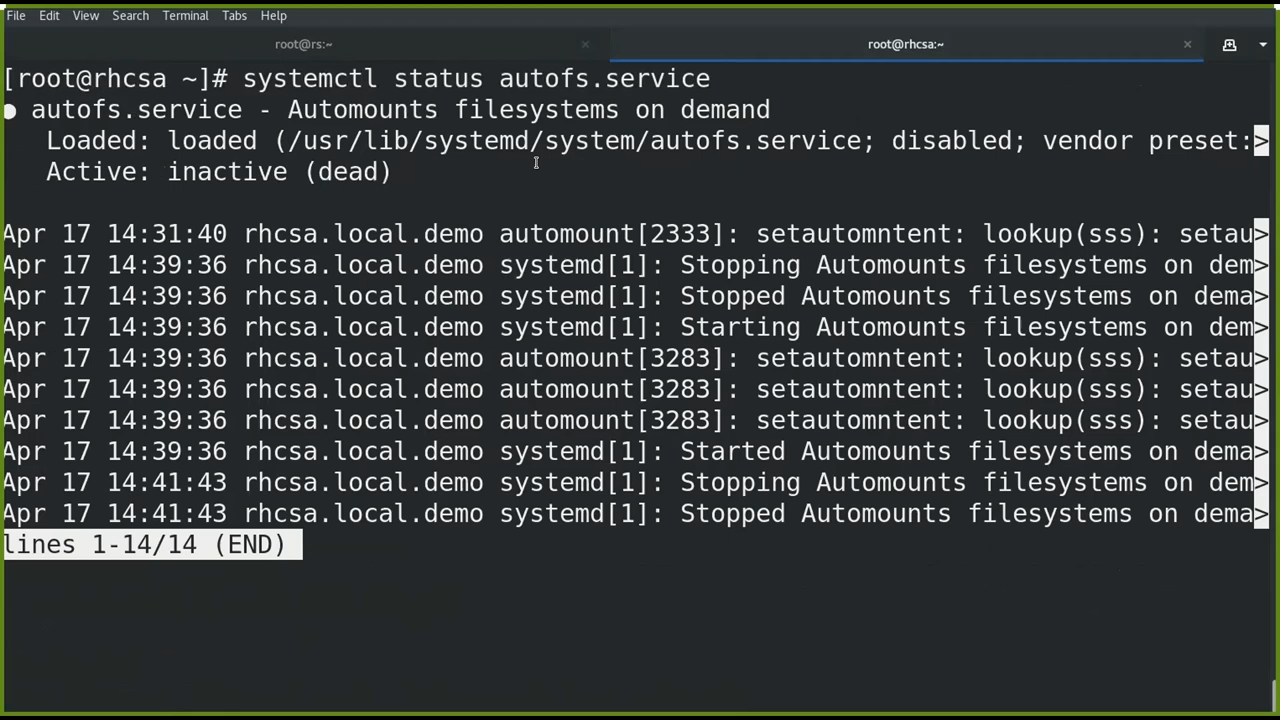 File Edit View Search Terminal Tabs Help
root@rs:~ × root@rhcsa:~ ×
[root@rhcsa ~]# systemctl status autofs.service
● autofs.service - Automounts filesystems on demand
Loaded: loaded (/usr/lib/systemd/system/autofs.service; disabled; vendor preset:>
Active: inactive (dead)
Apr 17 14:31:40 rhcsa.local.demo automount[2333]: setautomntent: lookup(sss): setau>
Apr 17 14:39:36 rhcsa.local.demo systemd[1]: Stopping Automounts filesystems on dem>
Apr 17 14:39:36 rhcsa.local.demo systemd[1]: Stopped Automounts filesystems on dema>
Apr 17 14:39:36 rhcsa.local.demo systemd[1]: Starting Automounts filesystems on dem>
Apr 17 14:39:36 rhcsa.local.demo automount[3283]: setautomntent: lookup(sss): setau>
Apr 17 14:39:36 rhcsa.local.demo automount[3283]: setautomntent: lookup(sss): setau>
Apr 17 14:39:36 rhcsa.local.demo automount[3283]: setautomntent: lookup(sss): setau>
Apr 17 14:39:36 rhcsa.local.demo systemd[1]: Started Automounts filesystems on dema>
Apr 17 14:41:43 rhcsa.local.demo systemd[1]: Stopping Automounts filesystems on dem>
Apr 17 14:41:43 rhcsa.local.demo systemd[1]: Stopped Automounts filesystems on dema>
lines 1-14/14 (END)